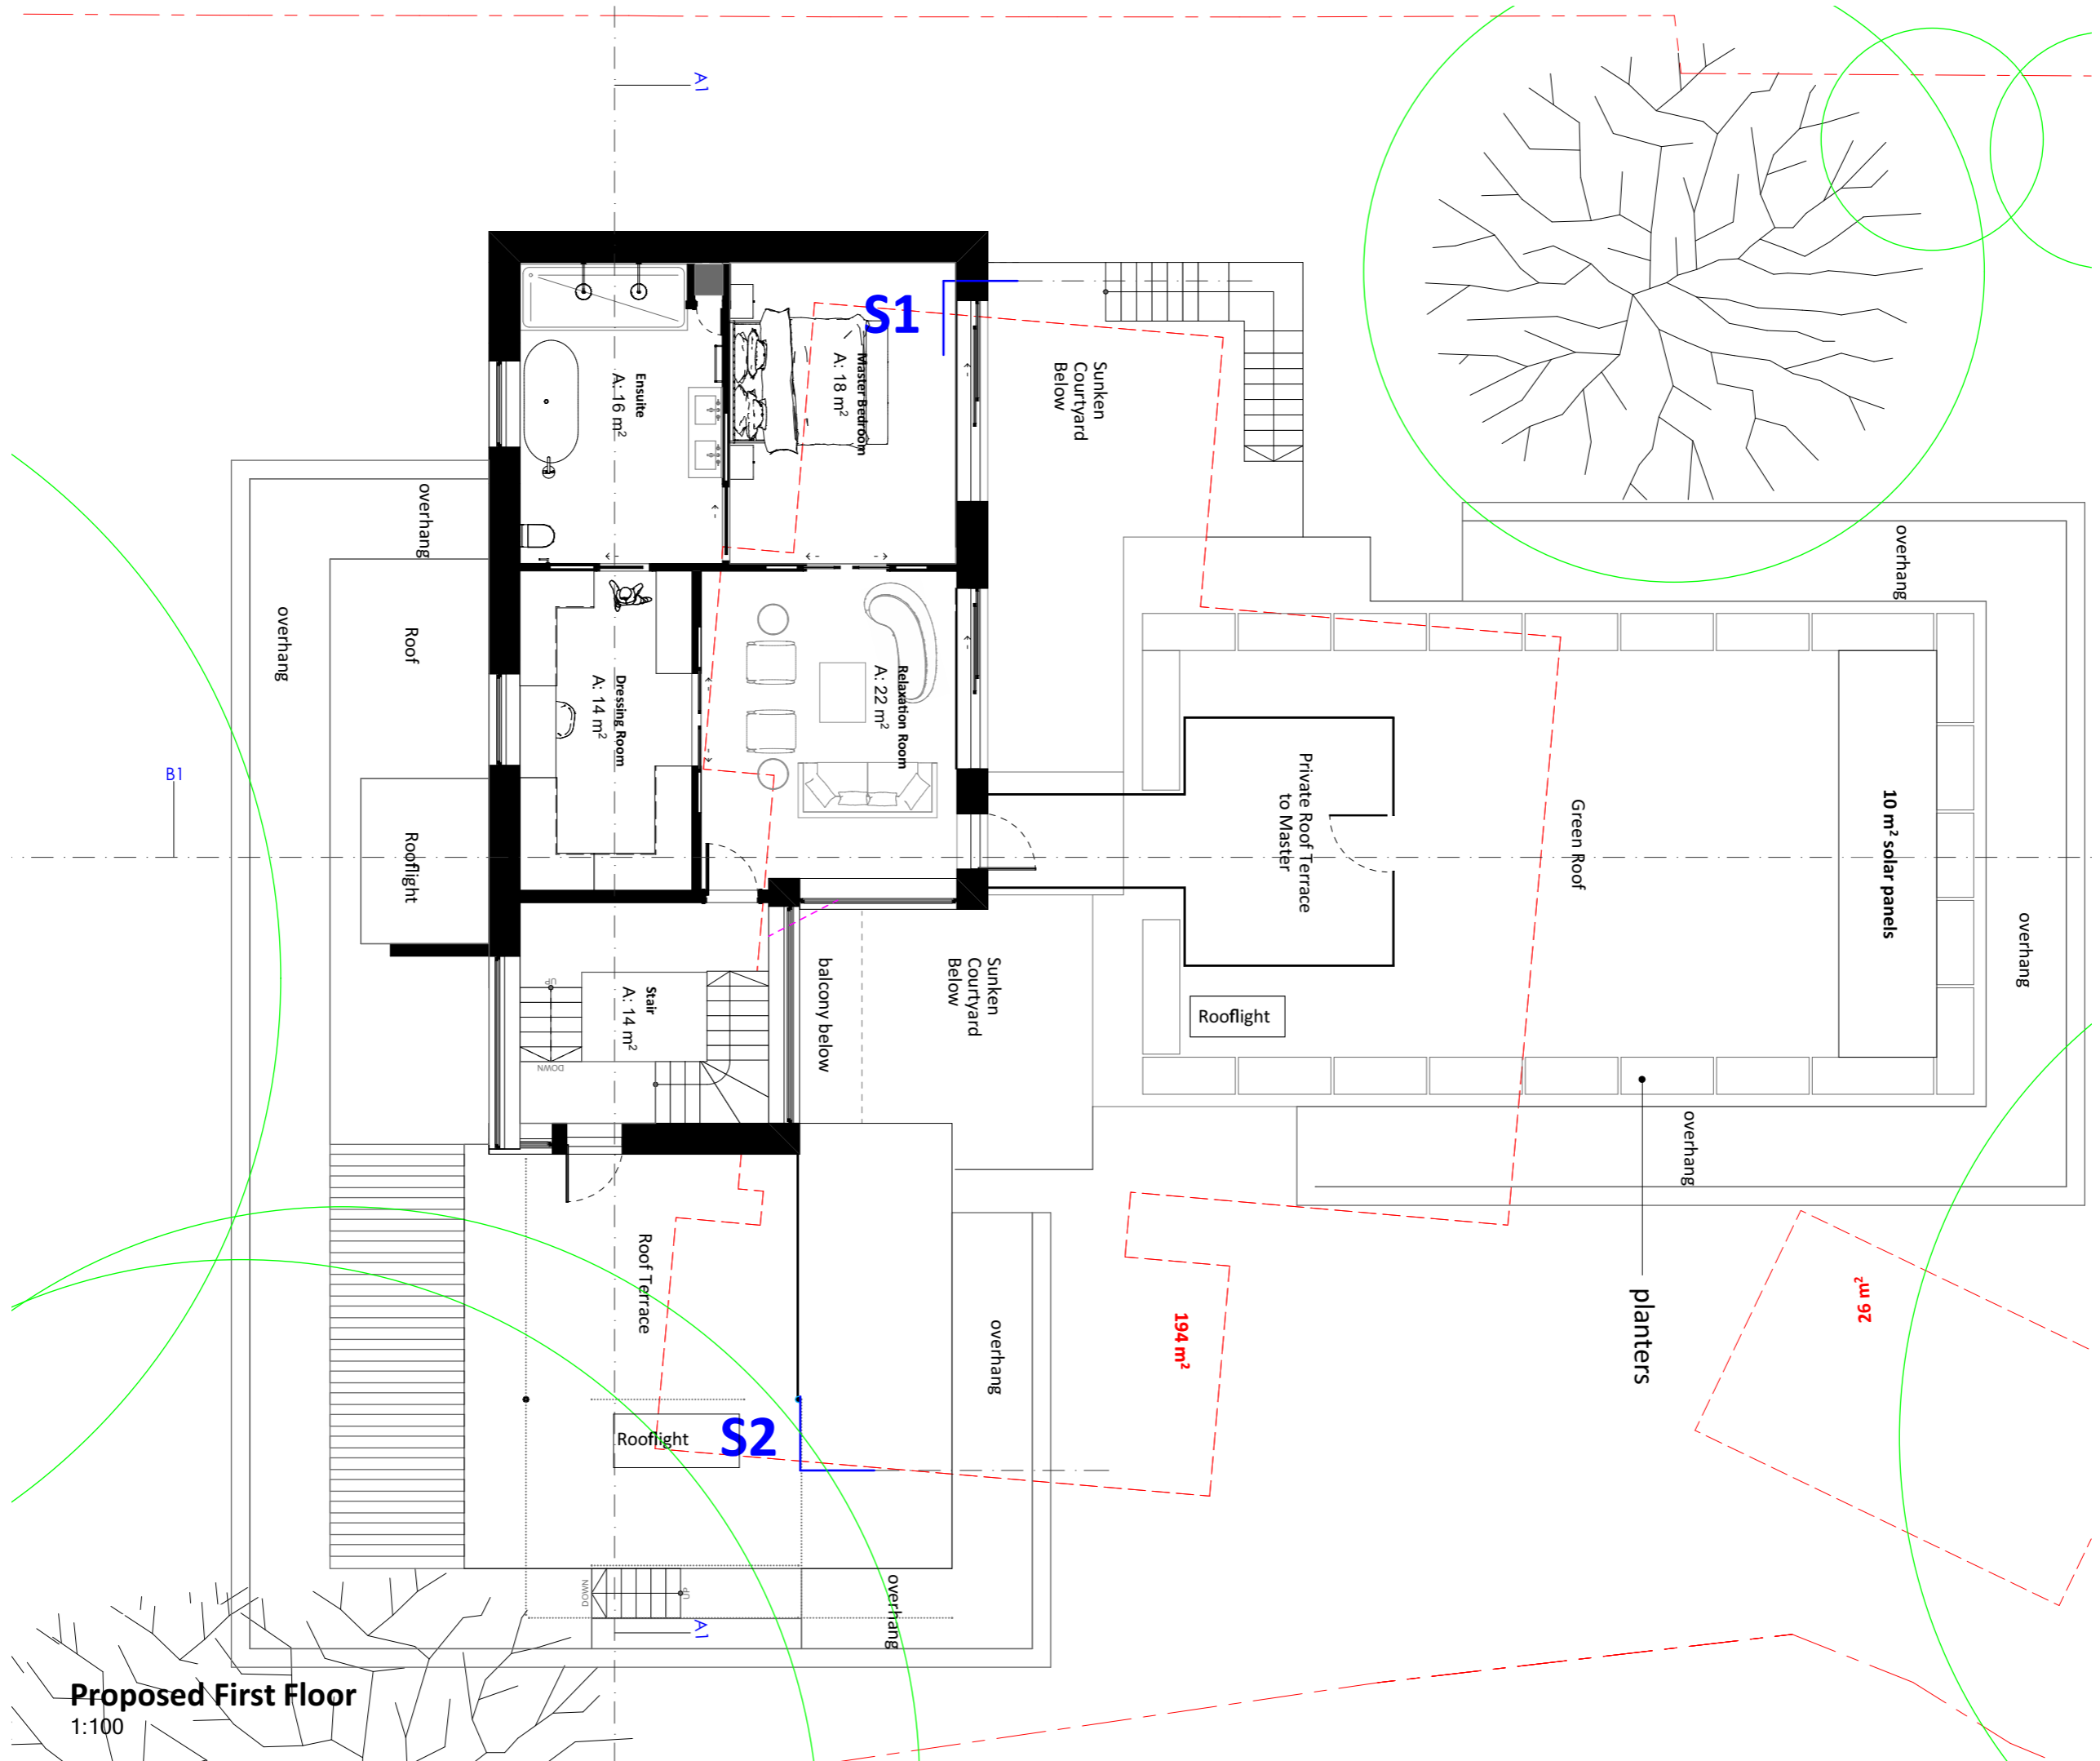 A1
S1
Master Bedroom
A: 18 m²
Ensuite
A: 16 m²
Sunken
Courtyard
Below
overhang
overhang
overhang
Roof
Dressing Room
A: 14 m²
Relaxation Room
A: 22 m²
B1
Rooflight
Private Roof Terrace
to Master
Green Roof
10 m² solar panels
overhang
UP
Stair
A: 14 m²
DOWN
balcony below
Sunken
Courtyard
Below
Rooflight
overhang
planters
Roof Terrace
194 m²
26 m²
overhang
Rooflight
S2
DOWN
UP
A1
overhang
Proposed First Floor
1:100